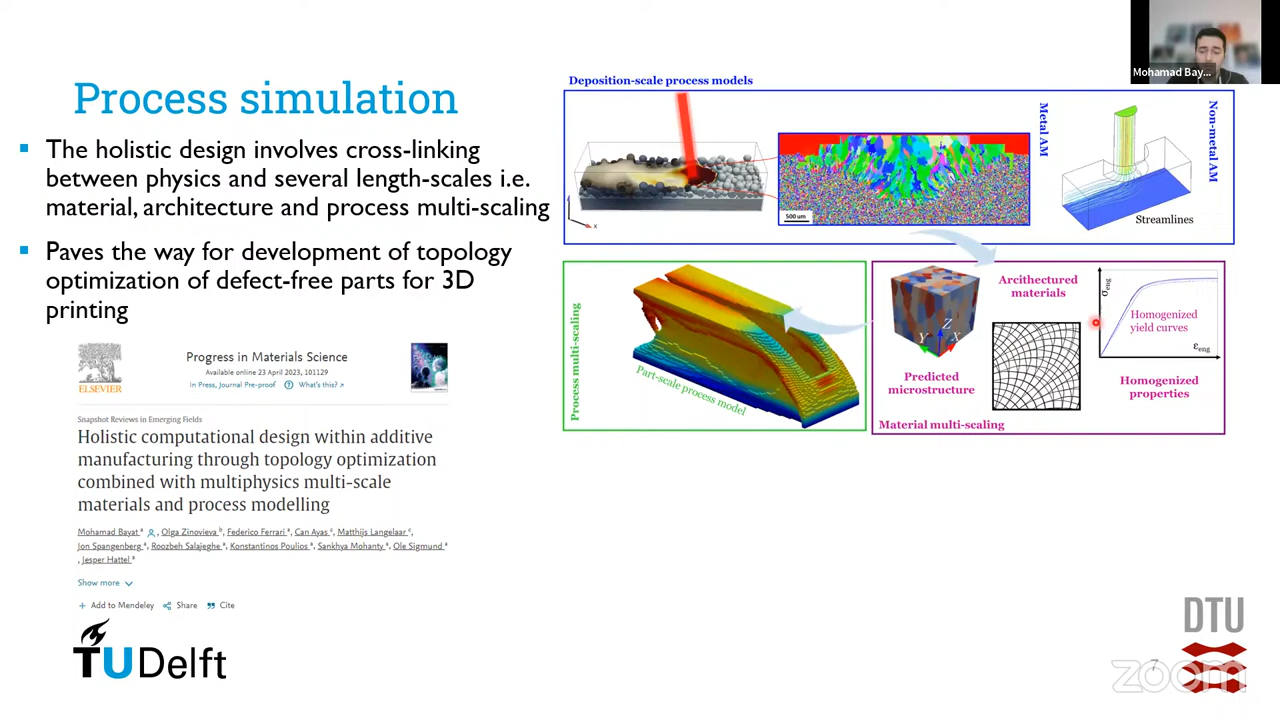 Process simulation
The holistic design involves cross-linking
between physics and several length-scales i.e.
material, architecture and process multi-scaling
Paves the way for development of topology
optimization of defect-free parts for 3D
printing
ELSEVIER
Progress in Materials Science
Available online 23 April 2023, 101129
In Press, Journal Pre-proof What's this?
Snapshot Reviews in Emerging Fields
Holistic computational design within additive
manufacturing through topology optimization
combined with multiphysics multi-scale
materials and process modelling
Mohamad Bayat a, Olga Zinovieva b, Federico Ferrari a, Can Ayas c, Matthijs Langelaar c,
Jon Spangenberg a, Roozbeh Salajeghe a, Konstantinos Poulios a, Sankhya Mohanty a, Ole Sigmund a
, Jesper Hattel a
Show more
+ Add to Mendeley Share Cite
TU Delft
Deposition-scale process models
x
500 um
Metal AM
Streamlines
Non-metal AM
Process multi-scaling
Part-scale process model
Z
Y X
Predicted
microstructure
Arcithectured
materials
σeng
Homogenized
yield curves
εeng
Homogenized
properties
Material multi-scaling
Mohamad Bay...
DTU
7
zoom